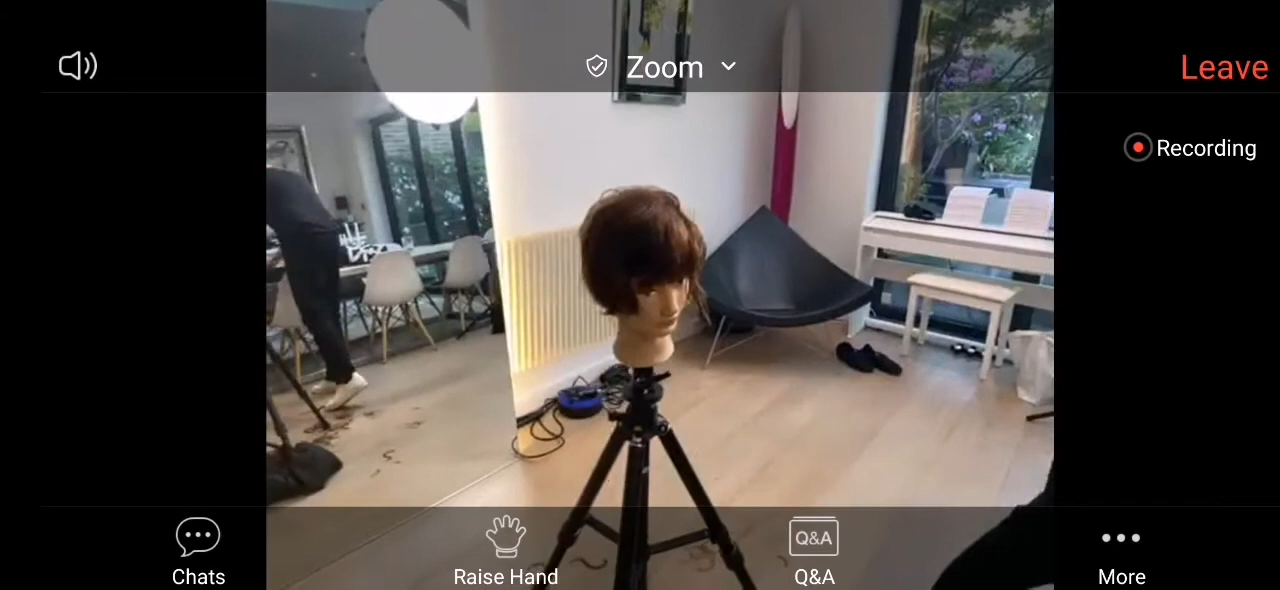 Zoom
Leave
Recording
Chats
Raise Hand
Q&A
Q&A
More